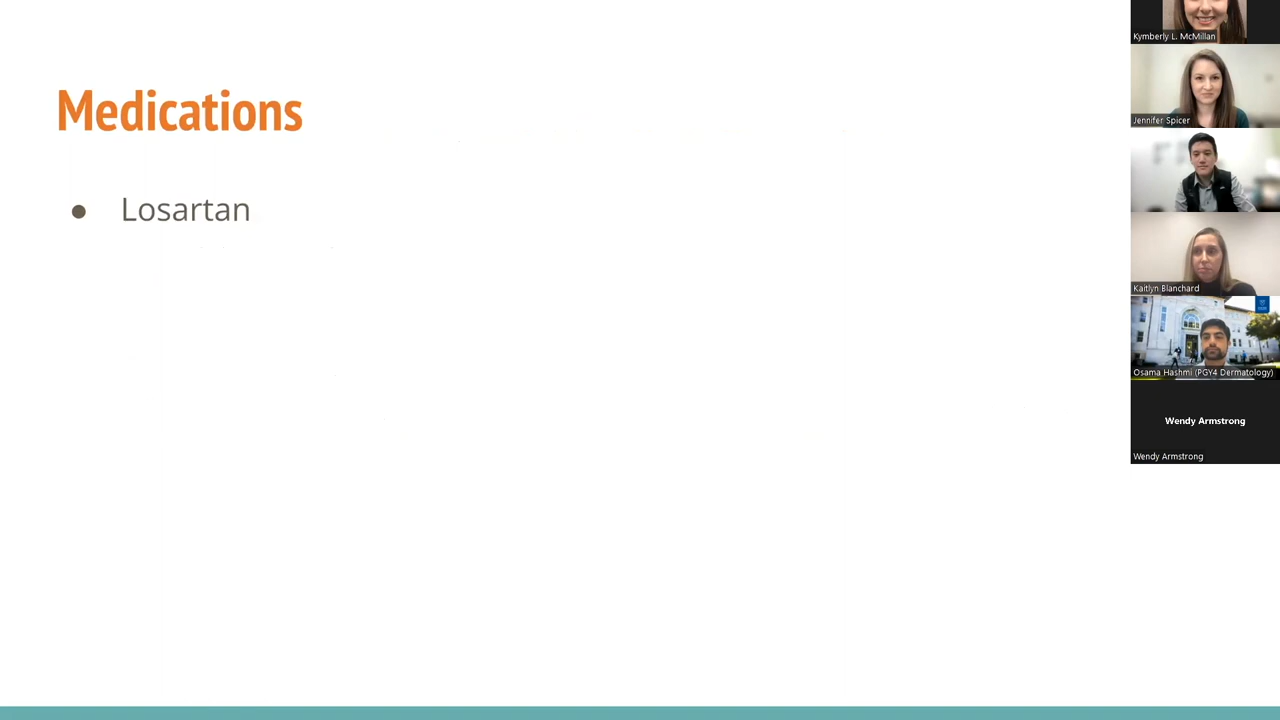 Medications
● Losartan
Kymberly L. McMillan
Jennifer Spicer
Kaitlyn Blanchard
Osama Hashmi (PGY4 Dermatology)
Wendy Armstrong
Wendy Armstrong